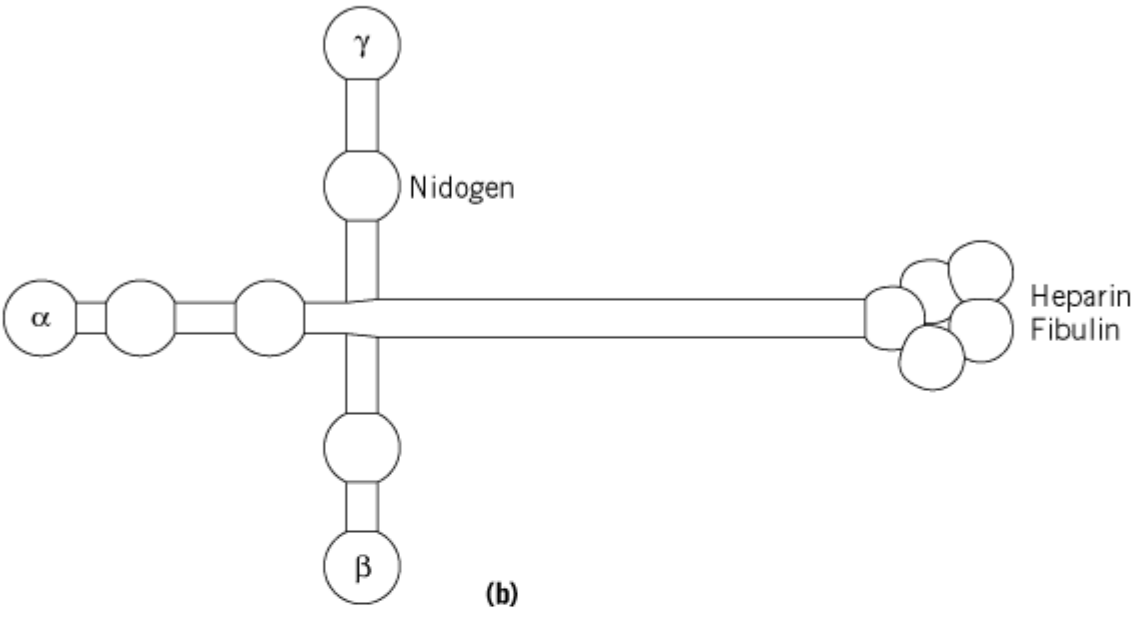 γ
Nidogen
α
Heparin
Fibulin
β
(b)